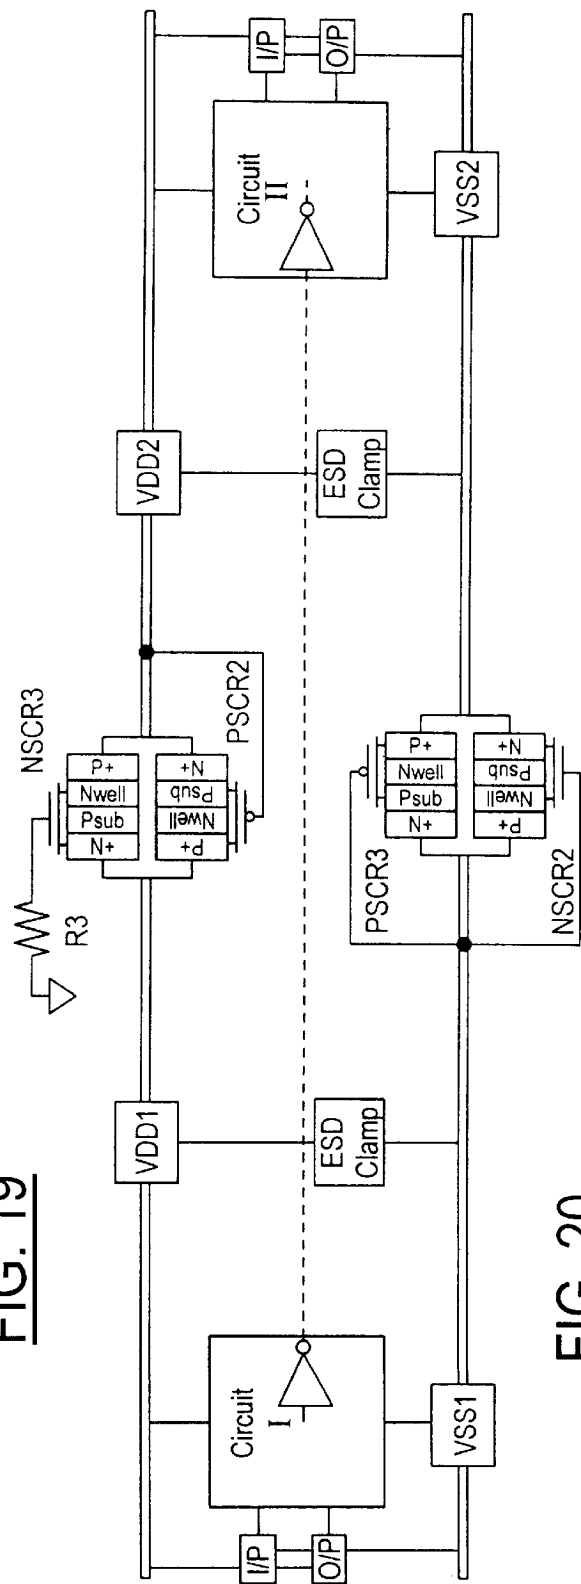 FIG. 19
R3
NSCR3
N+
Psub
Nwell
P+
VDD1
P+
Nwell
Psub
N+
VDD2
PSCR2
I/P
O/P
Circuit
I
ESD
Clamp
ESD
Clamp
Circuit
II
I/P
O/P
PSCR3
N+
Psub
Nwell
P+
VSS1
P+
Nwell
Psub
N+
VSS2
NSCR2
FIG. 20